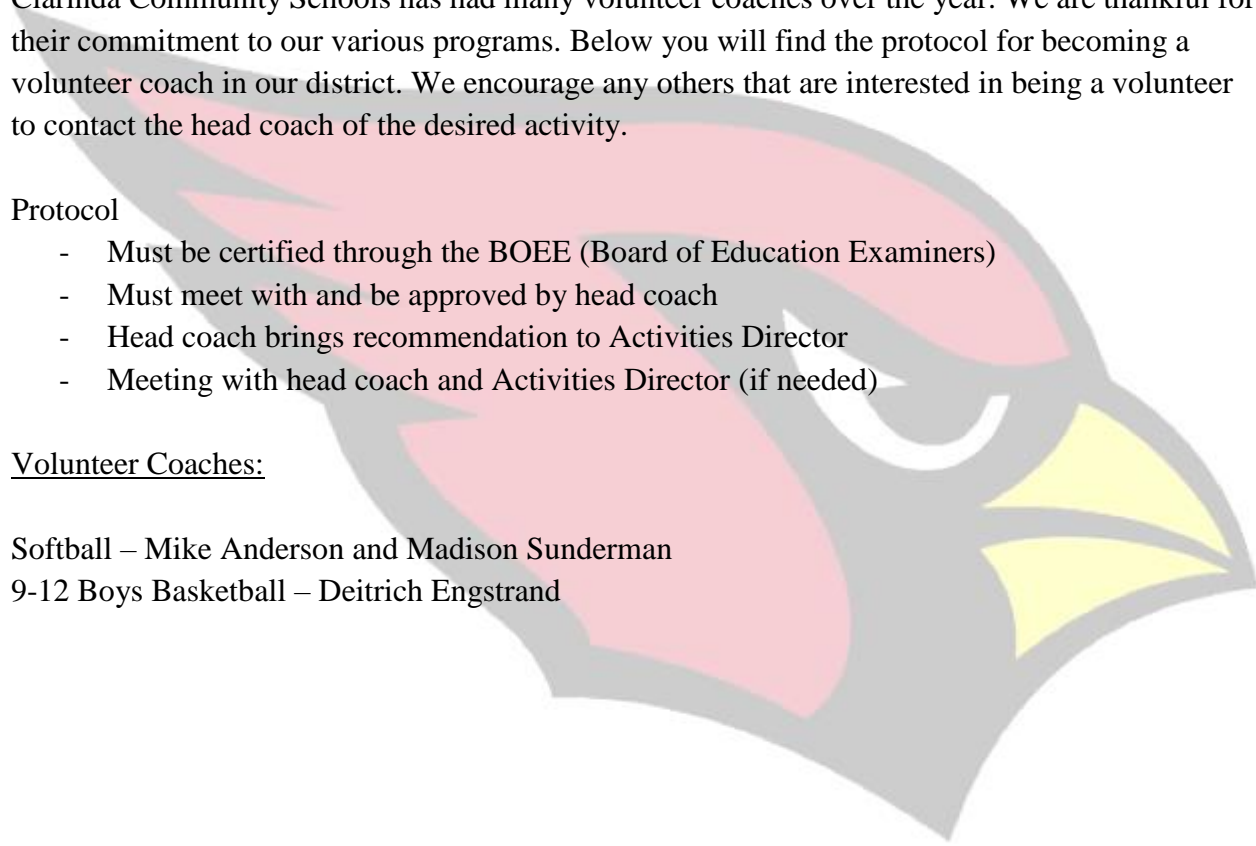 Clarinda Community Schools has had many volunteer coaches over the year. We are thankful for
their commitment to our various programs. Below you will find the protocol for becoming a
volunteer coach in our district. We encourage any others that are interested in being a volunteer
to contact the head coach of the desired activity.
Protocol
- Must be certified through the BOEE (Board of Education Examiners)
- Must meet with and be approved by head coach
- Head coach brings recommendation to Activities Director
- Meeting with head coach and Activities Director (if needed)
Volunteer Coaches:
Softball – Mike Anderson and Madison Sunderman
9-12 Boys Basketball – Deitrich Engstrand